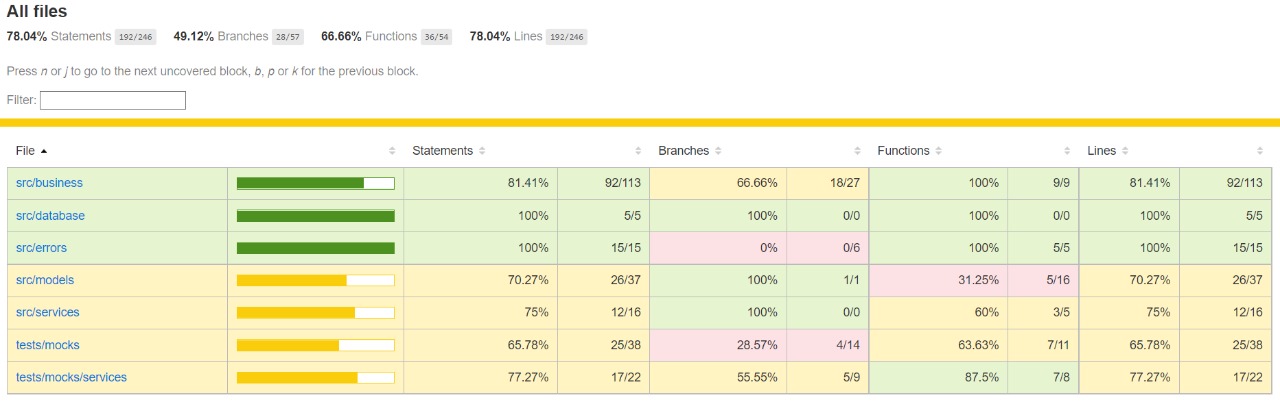 All files
78.04% Statements 192/246 49.12% Branches 28/57 66.66% Functions 36/54 78.04% Lines 192/246
Press n or j to go to the next uncovered block, b, p or k for the previous block.
Filter:
File Statements Branches Functions Lines
src/business 81.41% 92/113 66.66% 18/27 100% 9/9 81.41% 92/113
src/database 100% 5/5 100% 0/0 100% 0/0 100% 5/5
src/errors 100% 15/15 0% 0/6 100% 5/5 100% 15/15
src/models 70.27% 26/37 100% 1/1 31.25% 5/16 70.27% 26/37
src/services 75% 12/16 100% 0/0 60% 3/5 75% 12/16
tests/mocks 65.78% 25/38 28.57% 4/14 63.63% 7/11 65.78% 25/38
tests/mocks/services 77.27% 17/22 55.55% 5/9 87.5% 7/8 77.27% 17/22